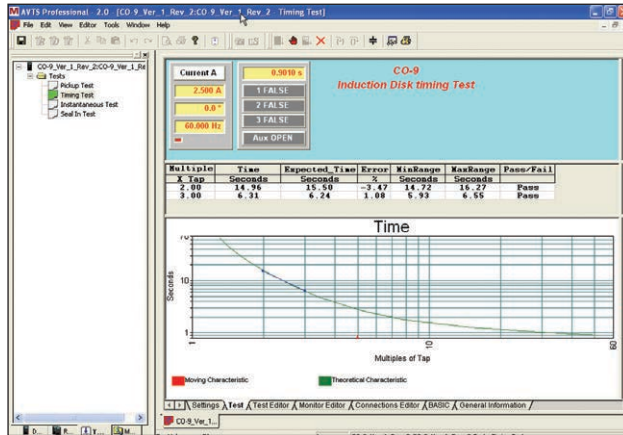 AVTS Professional 2.0 [CO-9_Ver_1_Rev_2:CO-9_Ver_1_Rev_2 - Timing Test]
File Edit View Editor Tools Window Help
CO-9_Ver_1_Rev_2:CO-9_Ver_1_Re
Tests
Pickup Test
Timing Test
Instantaneous Test
Seal In Test
Current A
2.500 A
0.0 °
60.000 Hz
0.9010 s
1 FALSE
2 FALSE
3 FALSE
Aux OPEN
CO-9
Induction Disk timing Test
Multiple Time Expected_Time Error MinRange MaxRange Pass/Fail
X Tap Seconds Seconds % Seconds Seconds
2.00 14.96 15.50 -3.47 14.72 16.27 Pass
3.00 6.31 6.24 1.08 5.93 6.55 Pass
Time
Seconds
10
1
1 10 60
Multiples of Tap
Moving Characteristic
Theoretical Characteristic
Settings Test Test Editor Monitor Editor Connections Editor BASIC General Information
D... R... T... M...
CO-9_Ver_1...